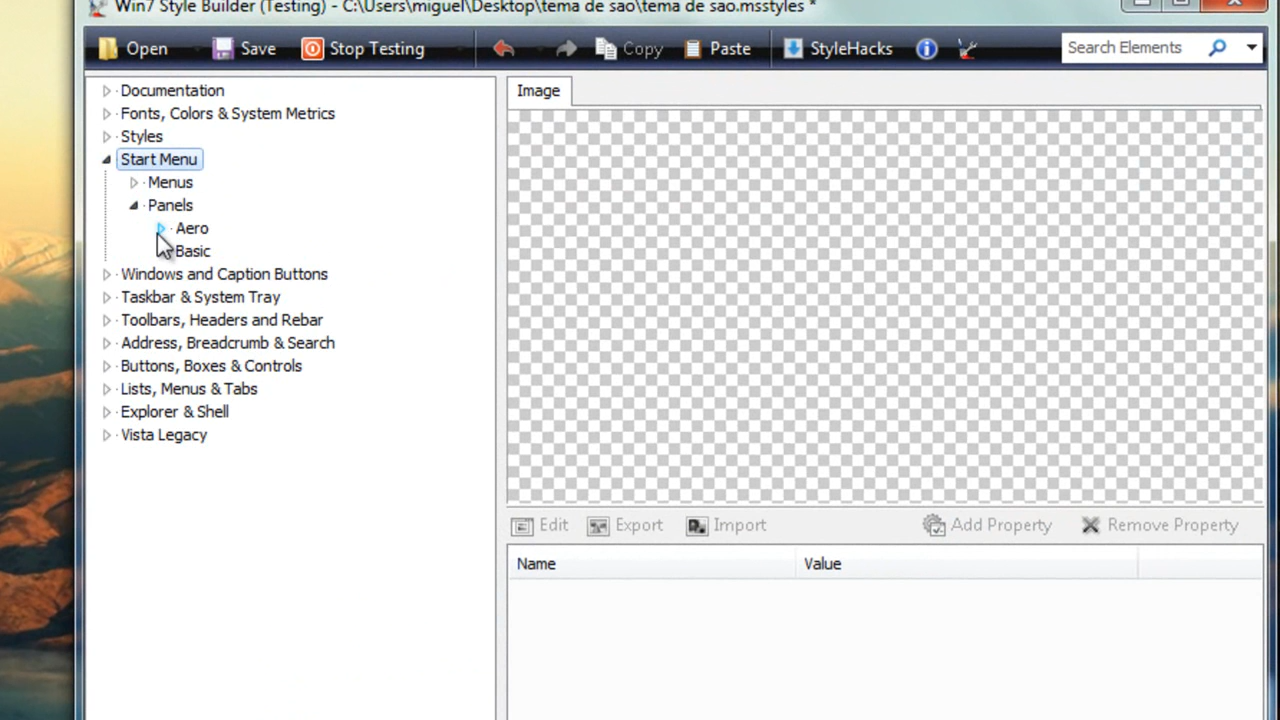 Win7 Style Builder (Testing) - C:\Users\miguel\Desktop\tema de sao\tema de sao.msstyles *
Open Save Stop Testing Copy Paste StyleHacks Search Elements
Image
Documentation
Fonts, Colors & System Metrics
Styles
Start Menu
Menus
Panels
Aero
Basic
Windows and Caption Buttons
Taskbar & System Tray
Toolbars, Headers and Rebar
Address, Breadcrumb & Search
Buttons, Boxes & Controls
Lists, Menus & Tabs
Explorer & Shell
Vista Legacy
Edit Export Import Add Property Remove Property
Name Value